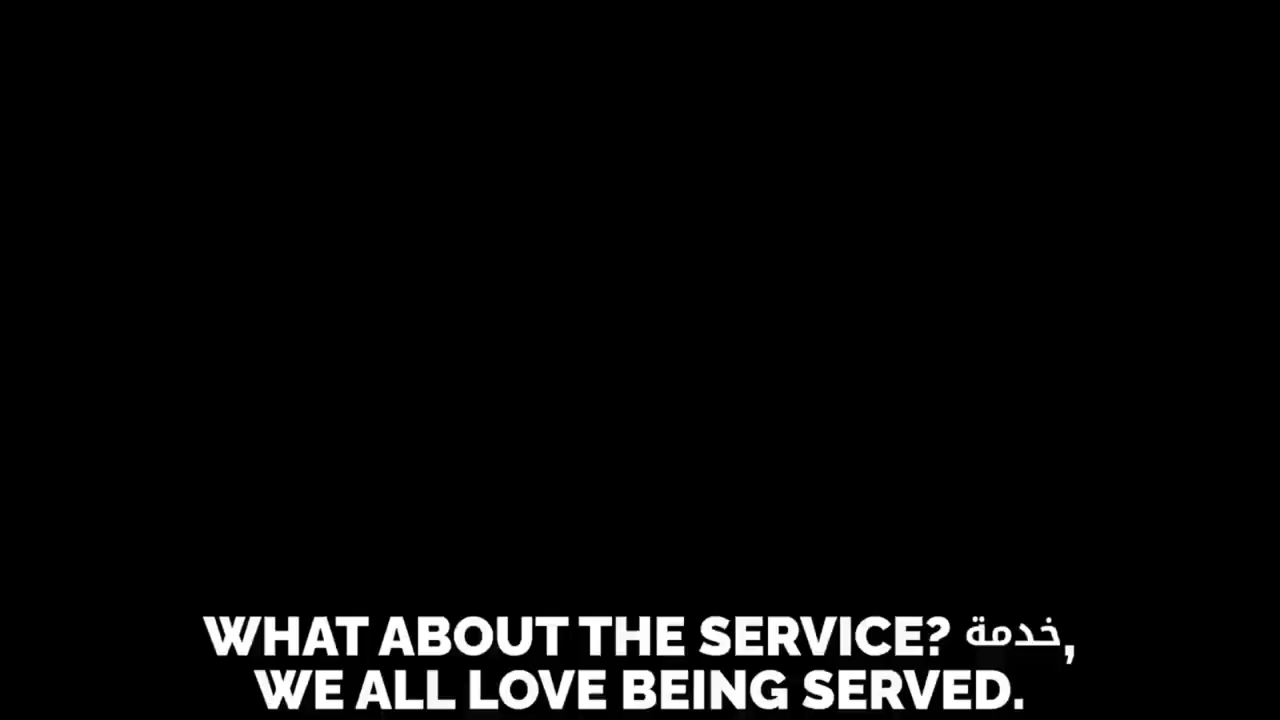 WHAT ABOUT THE SERVICE? خدمة,
WE ALL LOVE BEING SERVED.